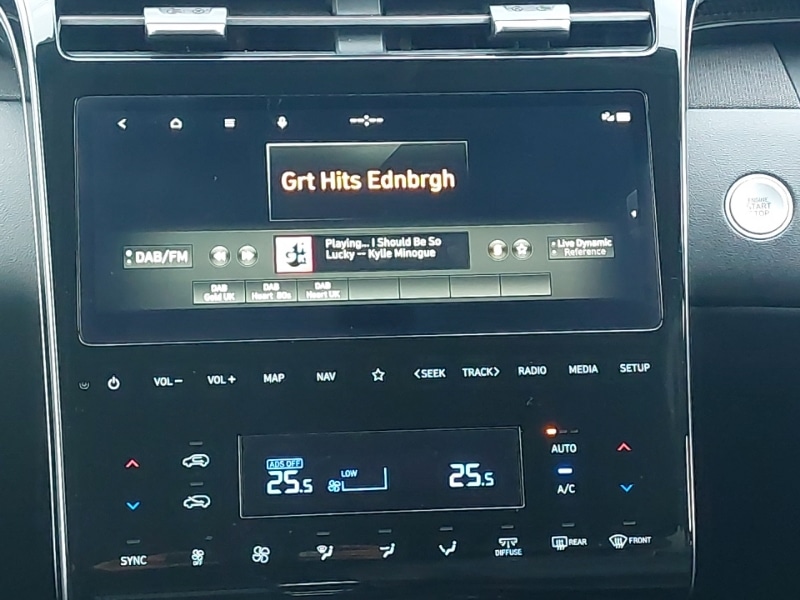 Grt Hits Ednbrgh
DAB/FM
Playing... I Should Be So
Lucky -- Kylie Minogue
Live Dynamic
Reference
DAB DAB DAB
Gold UK Heart 80s Heart UK
ENGINE
START
STOP
VOL− VOL+ MAP NAV <SEEK TRACK> RADIO MEDIA SETUP
ADS OFF
25.5 LOW 25.5
AUTO
A/C
SYNC OFF DIFFUSE REAR FRONT